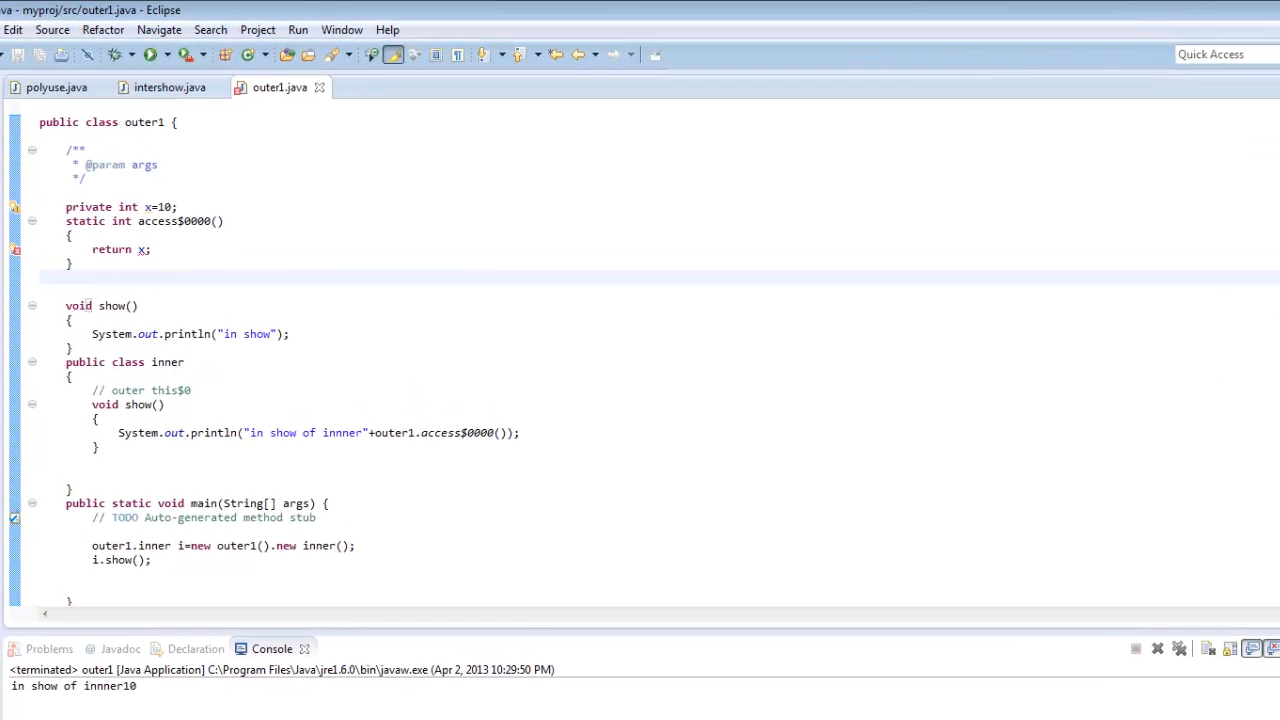 va - myproj/src/outer1.java - Eclipse
Edit Source Refactor Navigate Search Project Run Window Help
Quick Access
polyuse.java intershow.java outer1.java
public class outer1 {
/**
* @param args
*/
private int x=10;
static int access$0000()
{
return x;
}
void show()
{
System.out.println("in show");
}
public class inner
{
// outer this$0
void show()
{
System.out.println("in show of innner"+outer1.access$0000());
}
}
public static void main(String[] args) {
// TODO Auto-generated method stub
outer1.inner i=new outer1().new inner();
i.show();
}
Problems @ Javadoc Declaration Console
<terminated> outer1 [Java Application] C:\Program Files\Java\jre1.6.0\bin\javaw.exe (Apr 2, 2013 10:29:50 PM)
in show of innner10